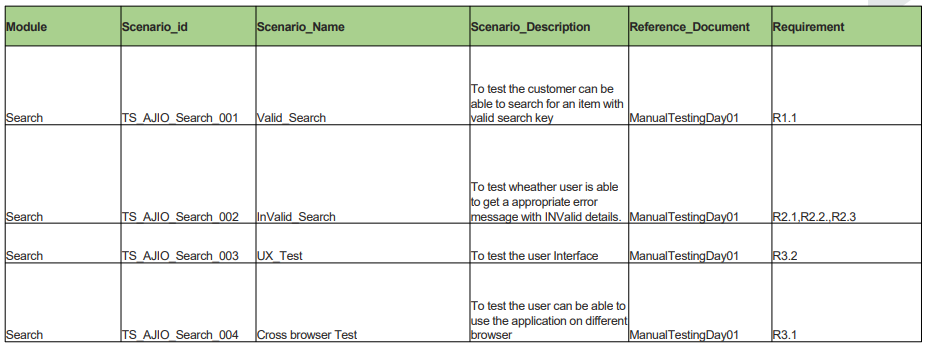 Module Scenario_id Scenario_Name Scenario_Description Reference_Document Requirement
To test the customer can be
able to search for an item with
Search TS_AJIO_Search_001 Valid_Search valid search key ManualTestingDay01 R1.1
To test wheather user is able
to get a appropriate error
Search TS_AJIO_Search_002 InValid_Search message with INValid details. ManualTestingDay01 R2.1,R2.2.,R2.3
Search TS_AJIO_Search_003 UX_Test To test the user Interface ManualTestingDay01 R3.2
To test the user can be able to
use the application on different
Search TS_AJIO_Search_004 Cross browser Test browser ManualTestingDay01 R3.1